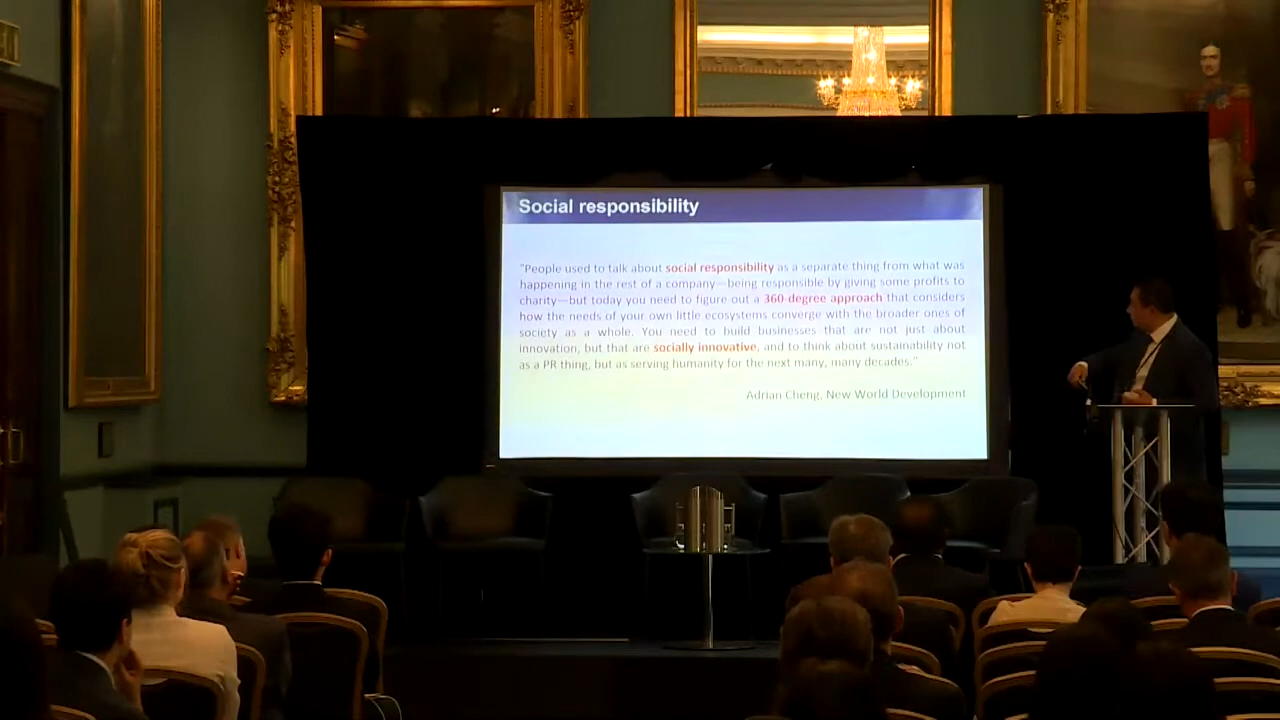 Social responsibility
"People used to talk about social responsibility as a separate thing from what was
happening in the rest of a company—being responsible by giving some profits to
charity—but today you need to figure out a 360-degree approach that considers
how the needs of your own little ecosystems converge with the broader ones of
society as a whole. You need to build businesses that are not just about
innovation, but that are socially innovative, and to think about sustainability not
as a PR thing, but as serving humanity for the next many, many decades."
Adrian Cheng, New World Development